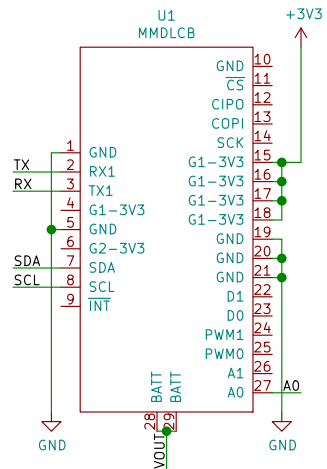 U1
MMDLCB
+3V3
GND 10
CS 11
CIPO 12
COPI 13
SCK 14
1 GND G1-3V3 15
TX 2 RX1 G1-3V3 16
RX 3 TX1 G1-3V3 17
4 G1-3V3 G1-3V3 18
5 GND GND 19
6 G2-3V3 GND 20
SDA 7 SDA GND 21
SCL 8 SCL D1 22
9 INT D0 23
PWM1 24
PWM0 25
A1 26
A0 27 A0
BATT BATT
28 29
GND GND
VOUT